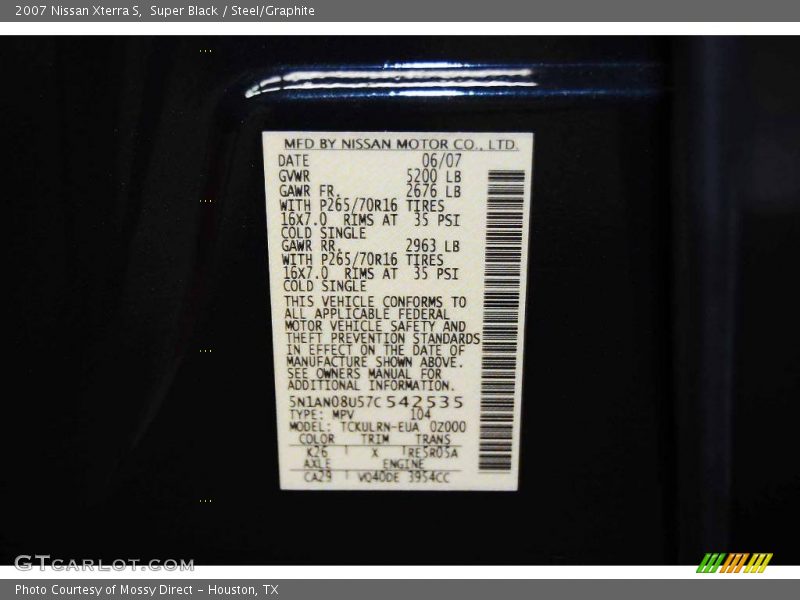 2007 Nissan Xterra S, Super Black / Steel/Graphite
MFD BY NISSAN MOTOR CO., LTD.
DATE 06/07
GVWR 5200 LB
GAWR FR. 2676 LB
WITH P265/70R16 TIRES
16X7.0 RIMS AT 35 PSI
COLD SINGLE
GAWR RR. 2963 LB
WITH P265/70R16 TIRES
16X7.0 RIMS AT 35 PSI
COLD SINGLE
THIS VEHICLE CONFORMS TO
ALL APPLICABLE FEDERAL
MOTOR VEHICLE SAFETY AND
THEFT PREVENTION STANDARDS
IN EFFECT ON THE DATE OF
MANUFACTURE SHOWN ABOVE.
SEE OWNERS MANUAL FOR
ADDITIONAL INFORMATION.
5N1AN08U57C542535
TYPE: MPV 104
MODEL: TCKULRN-EUA 0Z000
COLOR TRIM TRANS
K26 X RE5R05A
AXLE ENGINE
CA29 VQ40DE 3954CC
GTCarLot.com
Photo Courtesy of Mossy Direct - Houston, TX